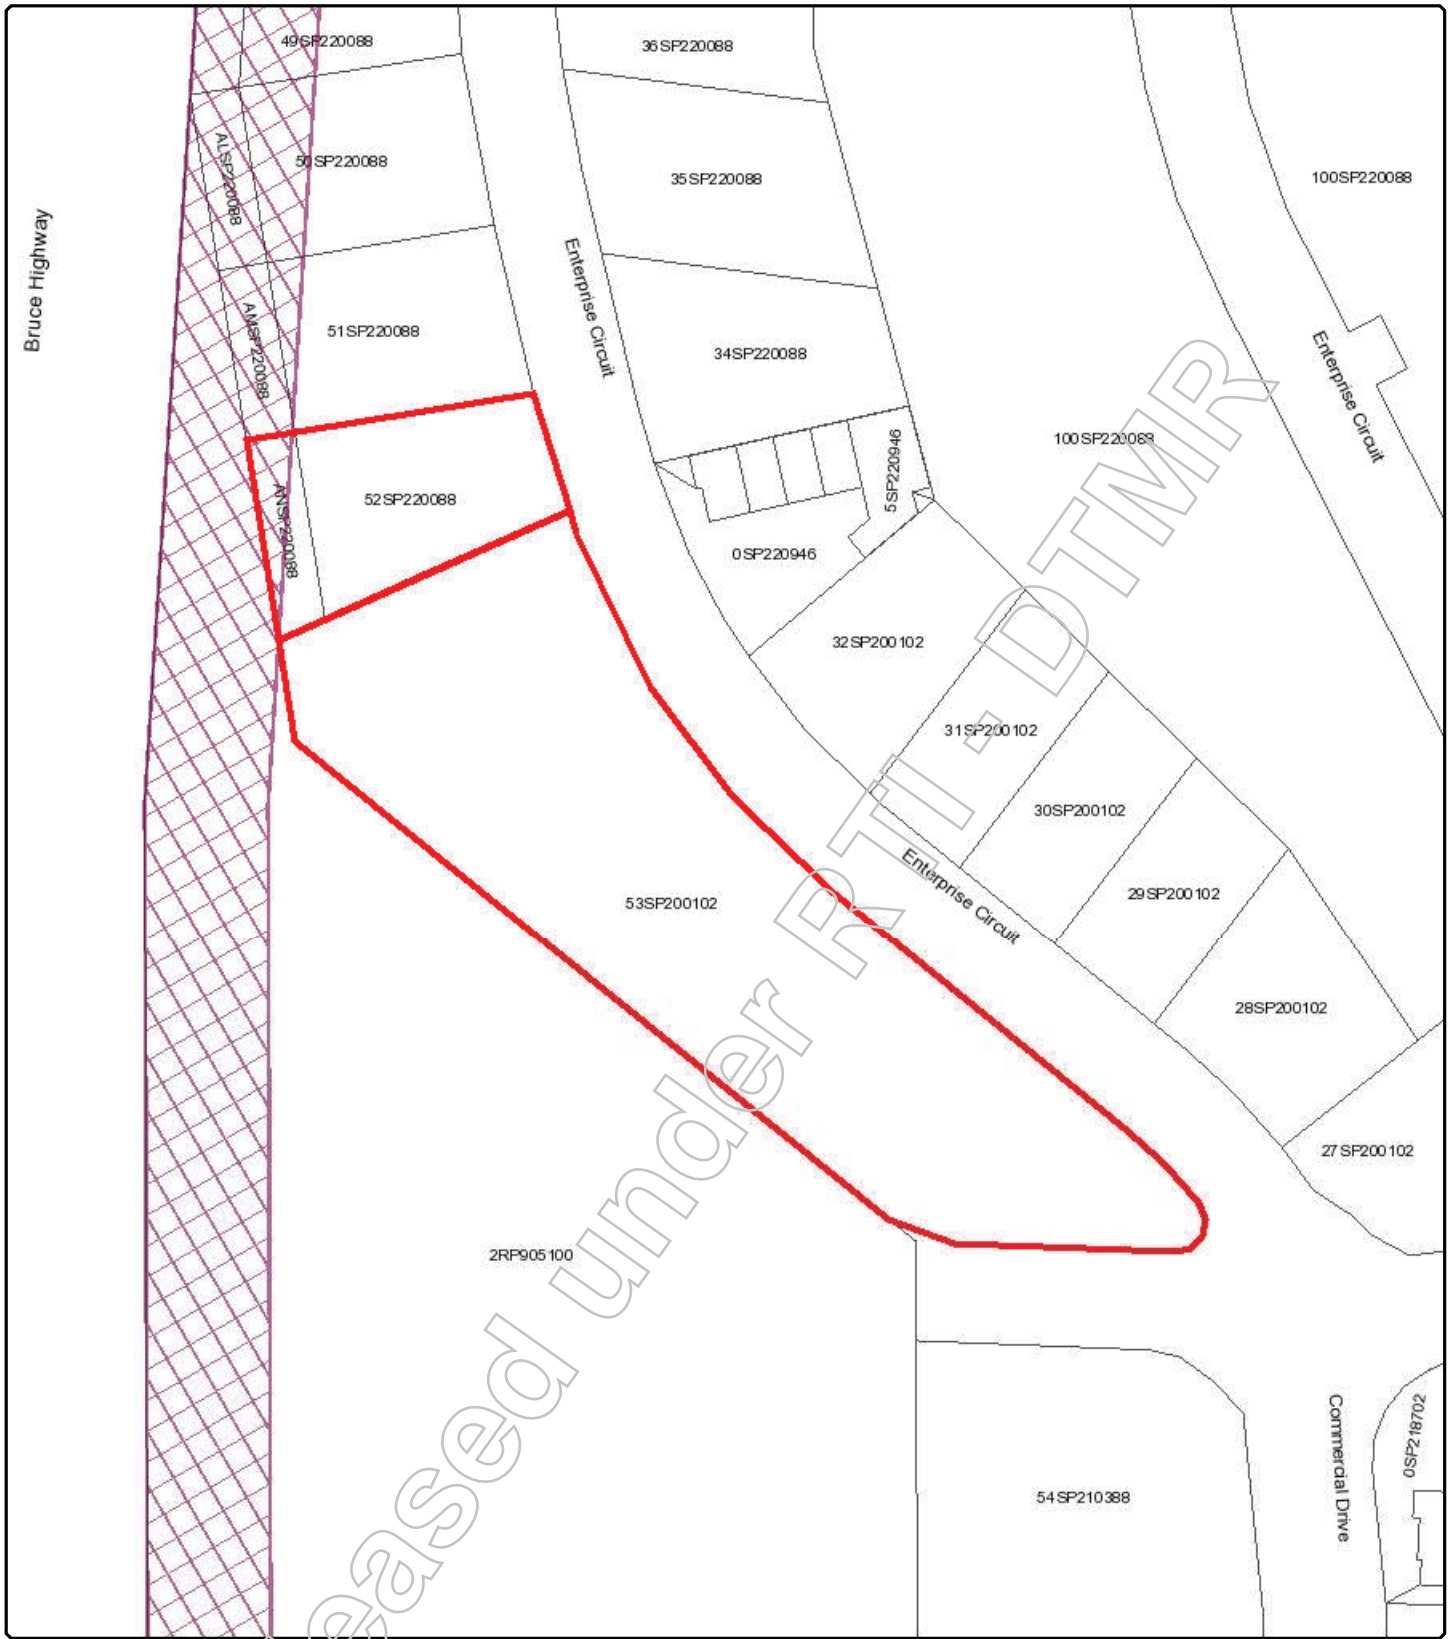 49SP220088
36SP220088
ALSP220088
50SP220088
35SP220088
100SP220088
Bruce Highway
Enterprise Circuit
AMSP220088
51SP220088
34SP220088
Enterprise Circuit
100SP220088
5SP220946
52SP220088
ANSP220088
0SP220946
32SP200102
31SP200102
30SP200102
Enterprise Circuit
29SP200102
53SP200102
28SP200102
27SP200102
2RP905100
54SP210388
Commercial Drive
0SP218702
eased under RTI - DTMR